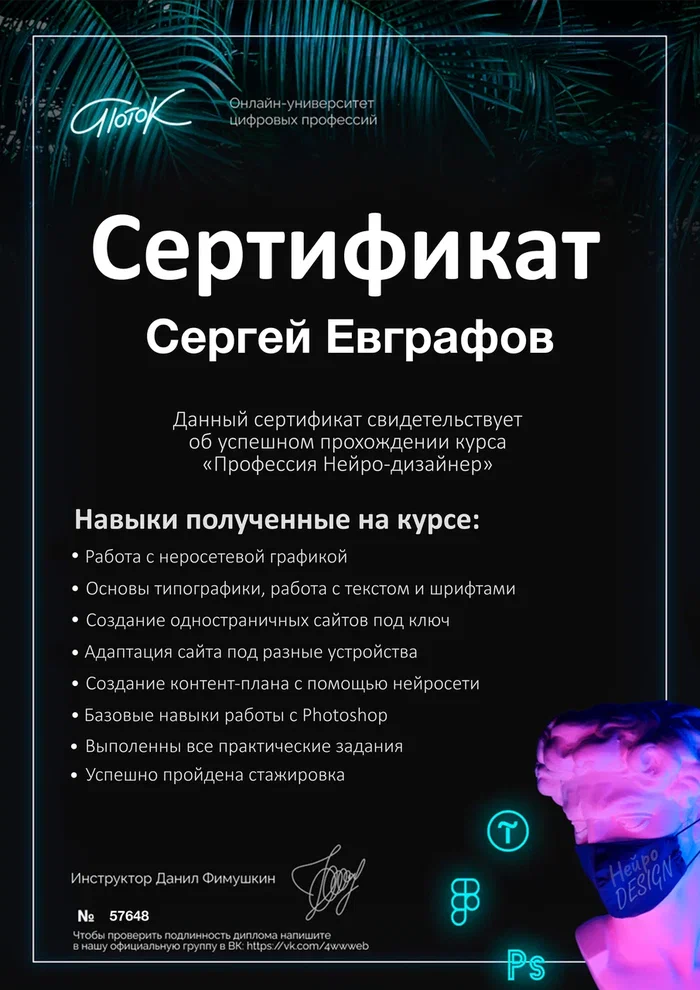 Поток
Онлайн-университет
цифровых профессий
Сертификат
Сергей Евграфов
Данный сертификат свидетельствует
об успешном прохождении курса
«Профессия Нейро-дизайнер»
Навыки полученные на курсе:
• Работа с неросетевой графикой
• Основы типографики, работа с текстом и шрифтами
• Создание одностраничных сайтов под ключ
• Адаптация сайта под разные устройства
• Создание контент-плана с помощью нейросети
• Базовые навыки работы с Photoshop
• Выполенны все практические задания
• Успешно пройдена стажировка
Инструктор Данил Фимушкин
№ 57648
Чтобы проверить подлинность диплома напишите
в нашу официальную группу в ВК: https://vk.com/4wwweb
Нейро
DESIGN
Ps